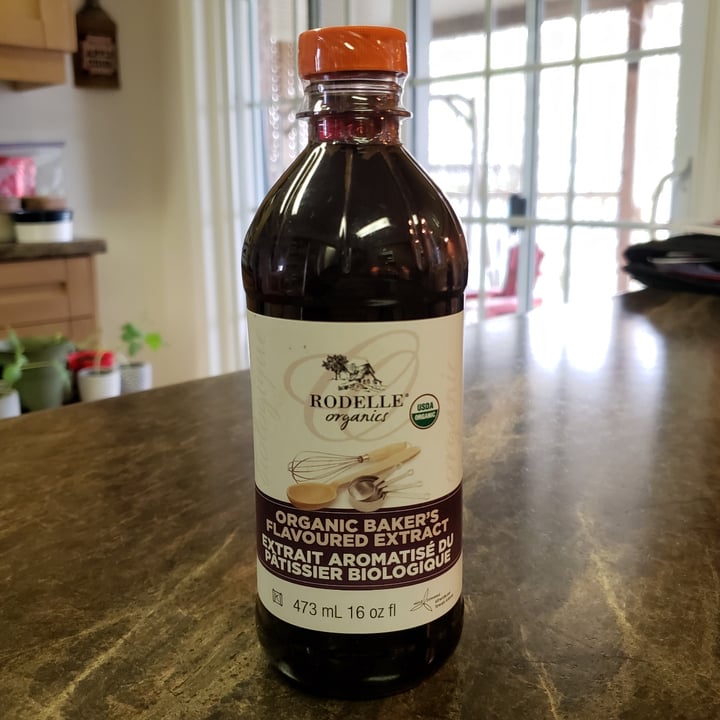 RODELLE®
organics
USDA
ORGANIC
ORGANIC BAKER'S
FLAVOURED EXTRACT
EXTRAIT AROMATISÉ DU
PÂTISSIER BIOLOGIQUE
473 mL 16 oz fl